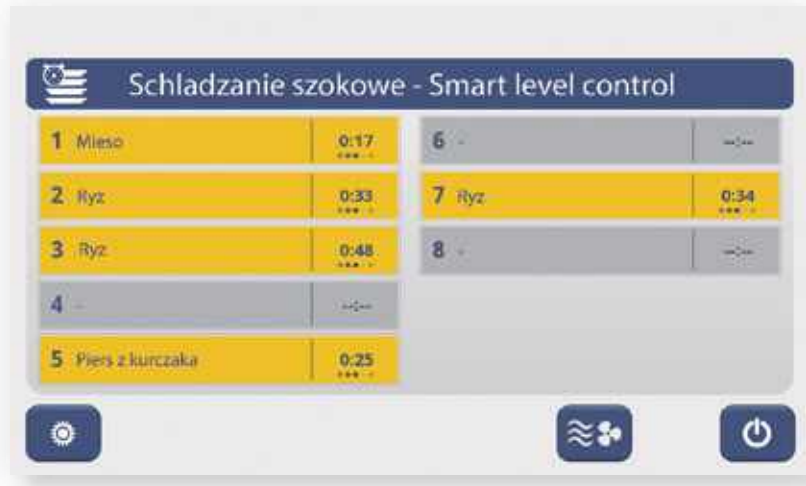 Schladzanie szokowe - Smart level control
1 Mieso 0:17
2 Ryz 0:33
3 Ryz 0:48
4 - --:--
5 Piers z kurczaka 0:25
6 - --:--
7 Ryz 0:34
8 - --:--